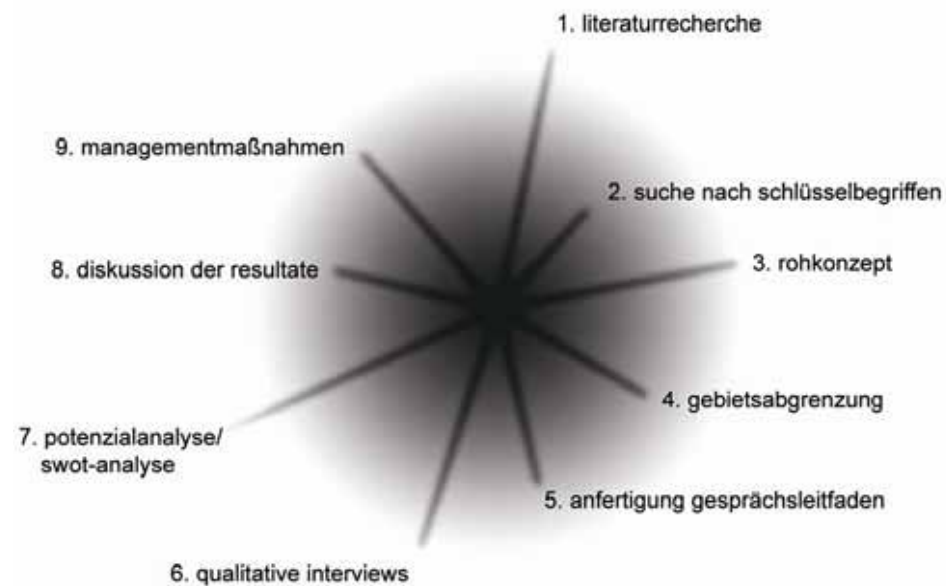 1. literaturrecherche
2. suche nach schlüsselbegriffen
3. rohkonzept
4. gebietsabgrenzung
5. anfertigung gesprächsleitfaden
6. qualitative interviews
7. potenzialanalyse/
swot-analyse
8. diskussion der resultate
9. managementmaßnahmen